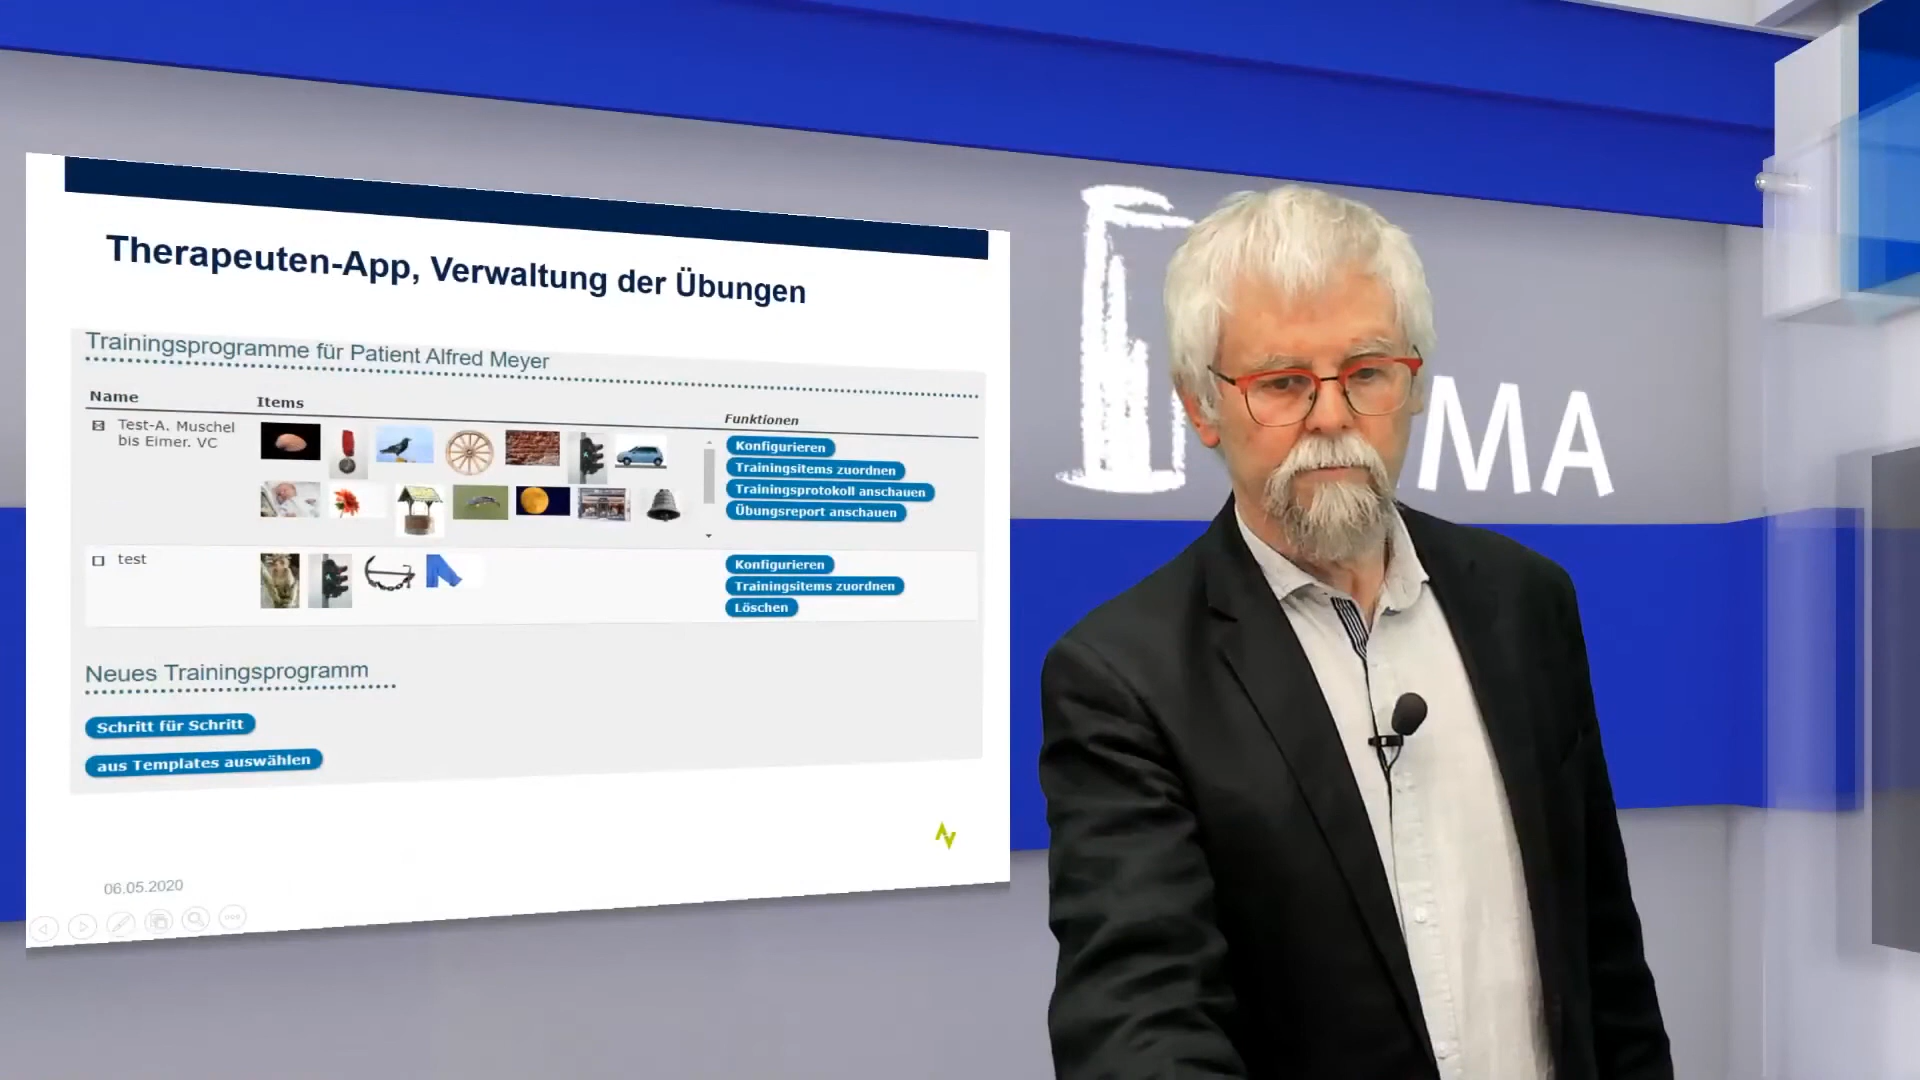 Therapeuten-App, Verwaltung der Übungen
Trainingsprogramme für Patient Alfred Meyer
Name
Items
Funktionen
Test-A. Muschel
bis Eimer. VC
Konfigurieren
Trainingsitems zuordnen
Trainingsprotokoll anschauen
Übungsreport anschauen
test
Konfigurieren
Trainingsitems zuordnen
Löschen
Neues Trainingsprogramm
Schritt für Schritt
aus Templates auswählen
06.05.2020
MA